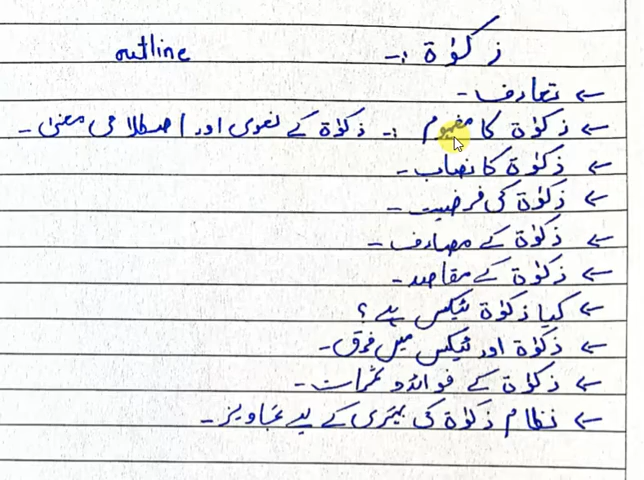 زکوٰۃ :- outline
← تعارف -
← زکوٰۃ کا مفہوم :- زکوٰۃ کے لغوی اور اصطلاحی معنیٰ -
← زکوٰۃ کا نصاب -
← زکوٰۃ کی فرضیت -
← زکوٰۃ کے مصارف -
← زکوٰۃ کے مقاصد -
← کیا زکوٰۃ ٹیکس ہے ؟
← زکوٰۃ اور ٹیکس میں فرق -
← زکوٰۃ کے فوائد و ثمرات -
← نظام زکوٰۃ کی بہتری کے لیے تجاویز -